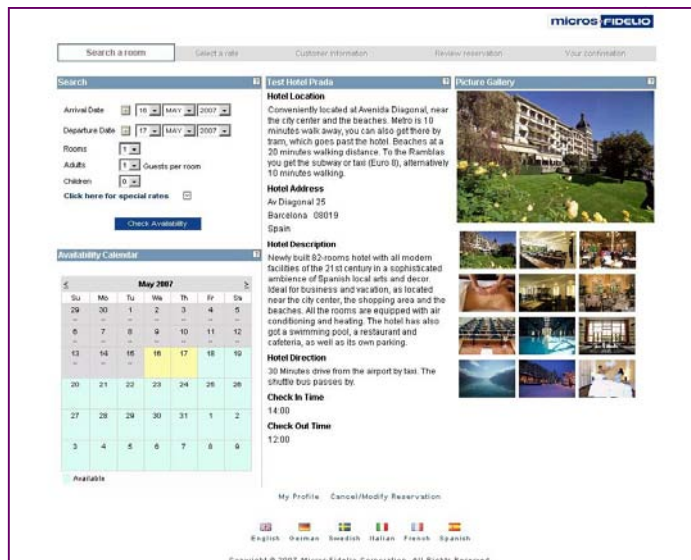 micros FIDELIO
Search a room
Select a rate
Customer information
Review reservation
Your confirmation
Search ?
Arrival Date 16 MAY 2007
Departure Date 17 MAY 2007
Rooms 1
Adults 1 Guests per room
Children 0
Click here for special rates
Check Availability
Availability Calendar ?
< May 2007 >
Su Mo Tu We Th Fr Sa
29 30 1 2 3 4 5
6 7 8 9 10 11 12
13 14 15 16 17 18 19
20 21 22 23 24 25 26
27 28 29 30 31 1 2
3 4 5 6 7 8 9
Available
Test Hotel Prada ?
Hotel Location
Conveniently located at Avenida Diagonal, near
the city center and the beaches. Metro is 10
minutes walk away, you can also get there by
tram, which goes past the hotel. Beaches at a
20 minutes walking distance. To the Ramblas
you get the subway or taxi (Euro 8), alternatively
10 minutes walking.
Hotel Address
Av Diagonal 25
Barcelona 08019
Spain
Hotel Description
Newly built 82-rooms hotel with all modern
facilities of the 21st century in a sophisticated
ambience of Spanish local arts and decor.
Ideal for business and vacation, as located
near the city center, the shopping area and the
beaches. All the rooms are equipped with air
conditioning and heating. The hotel has also
got a swimming pool, a restaurant and
cafeteria, as well as its own parking.
Hotel Direction
30 Minutes drive from the airport by taxi. The
shuttle bus passes by.
Check In Time
14:00
Check Out Time
12:00
Picture Gallery ?
My Profile Cancel/Modify Reservation
English German Swedish Italian French Spanish
Copyright © 2007 Micros-Fidelio Corporation. All Rights Reserved